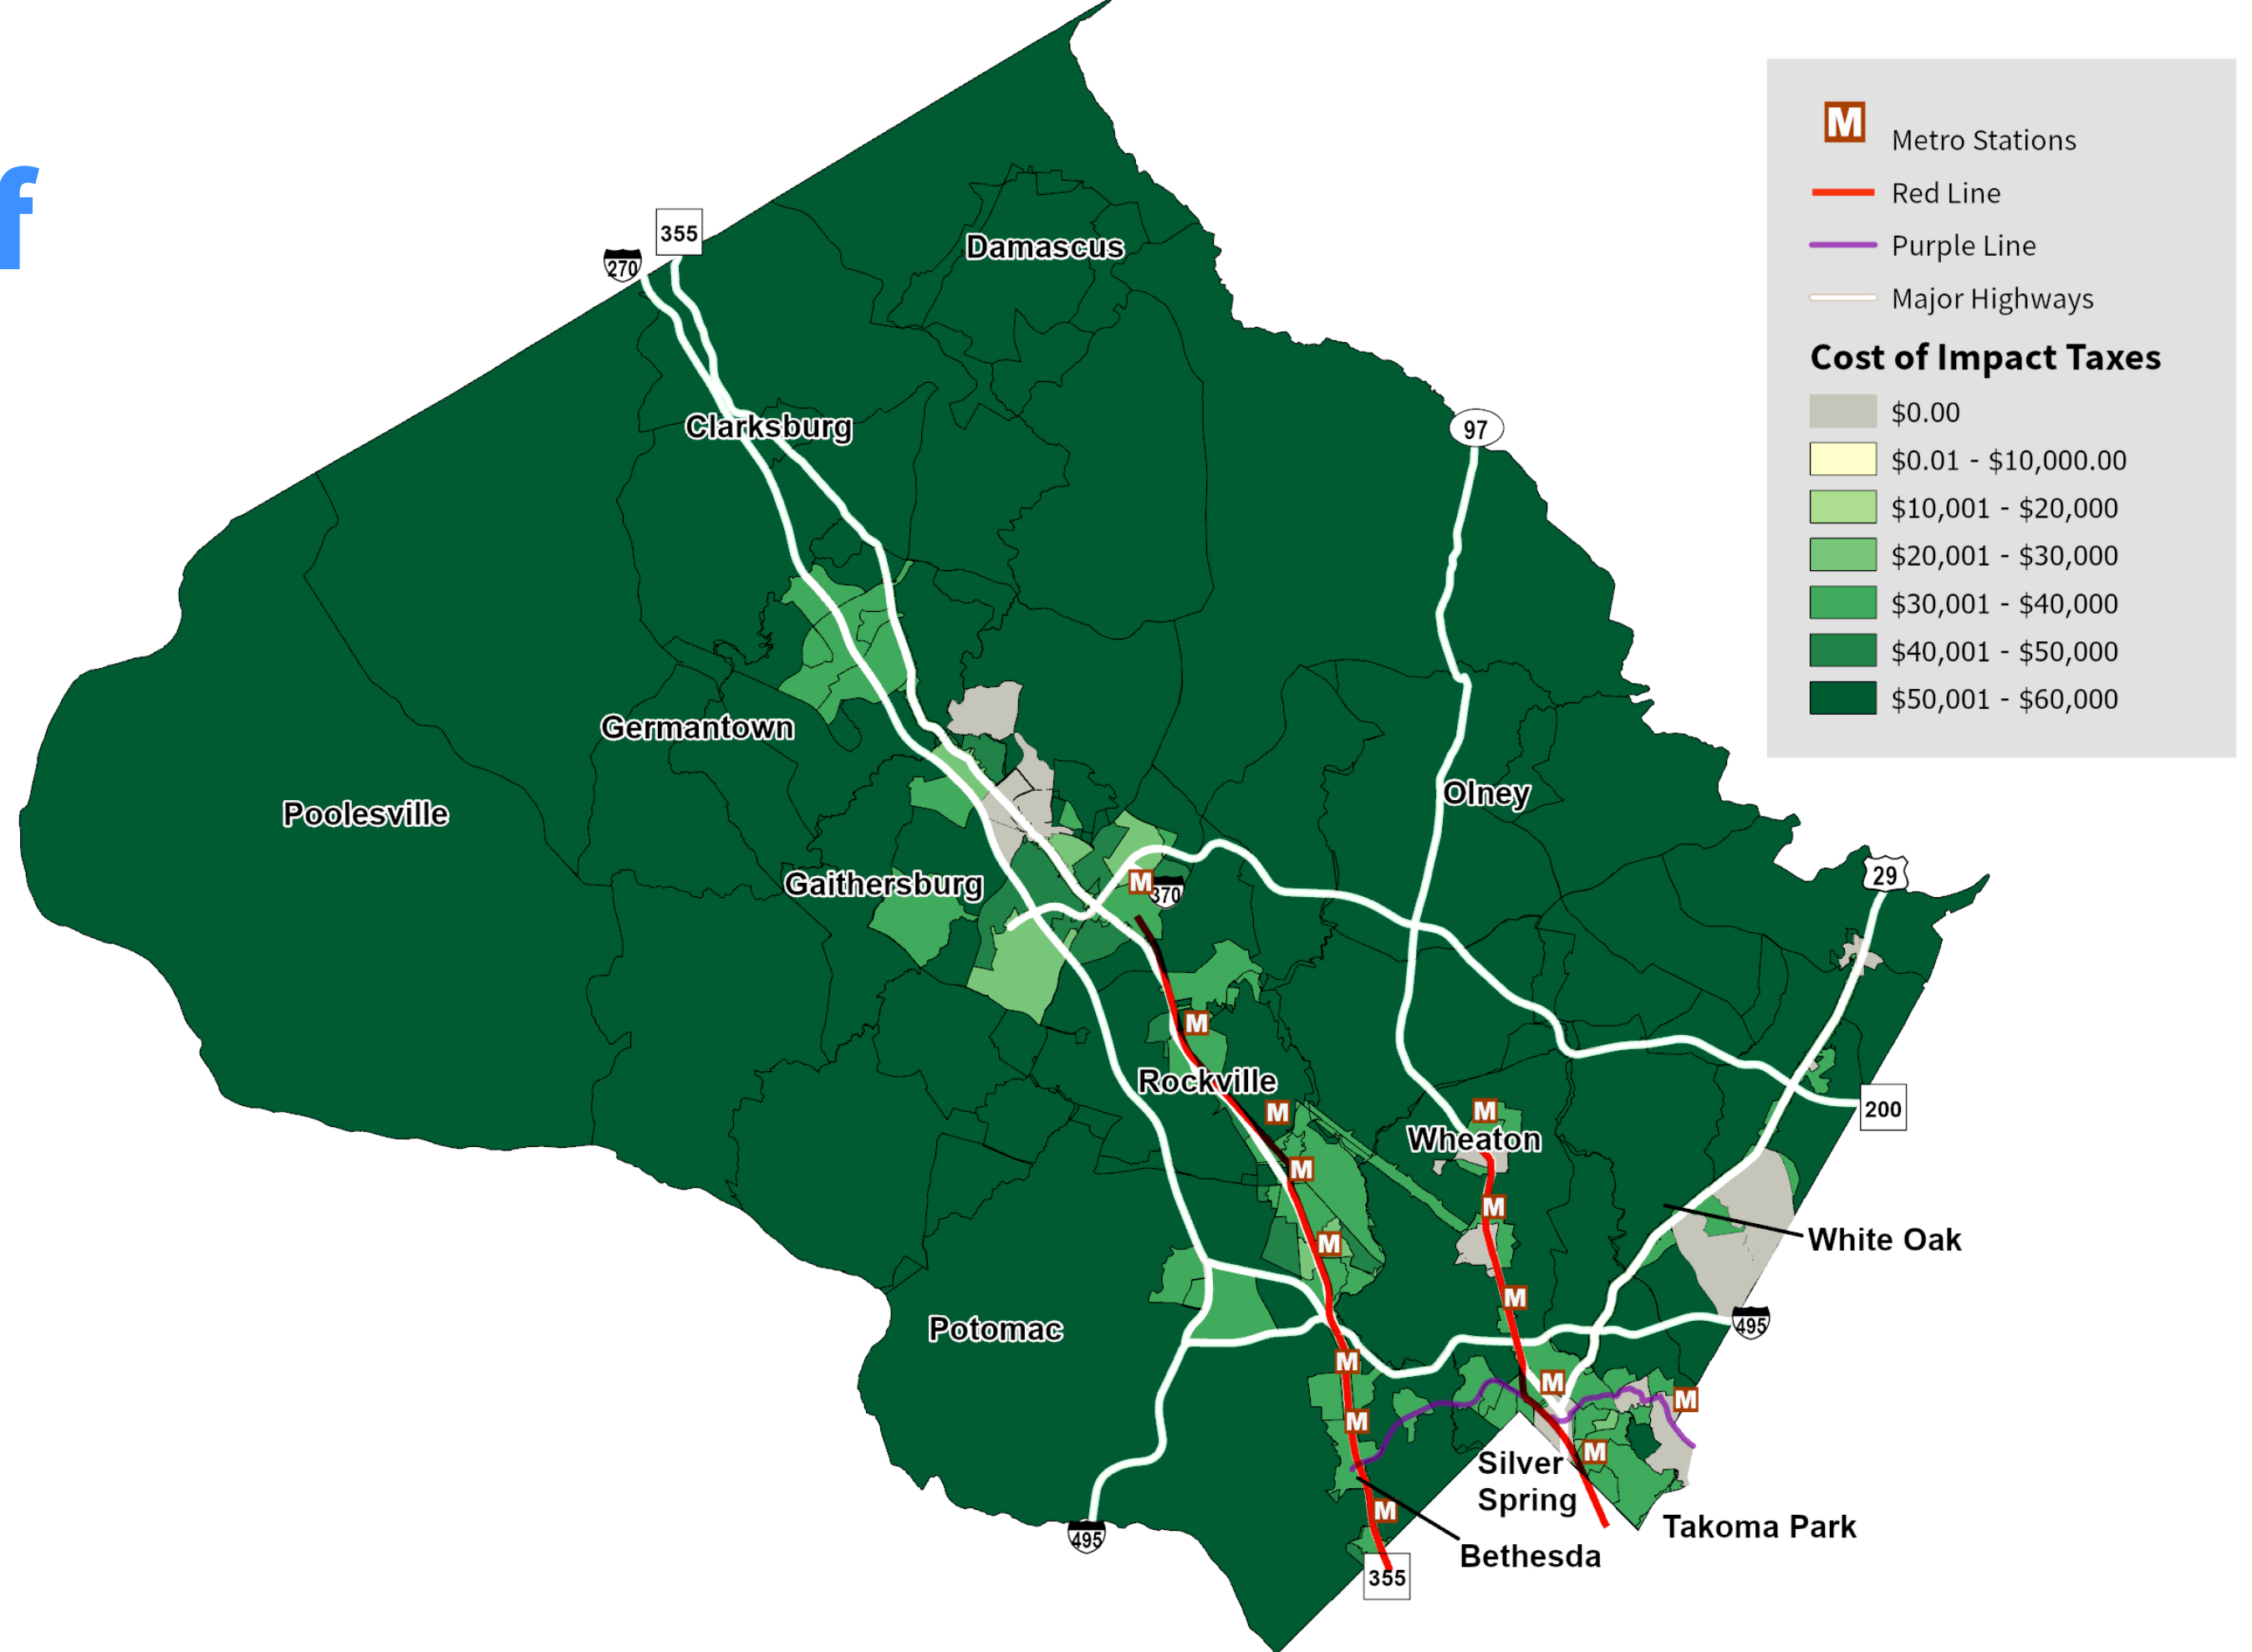 f
M Metro Stations
Red Line
Purple Line
Major Highways
Cost of Impact Taxes
$0.00
$0.01 - $10,000.00
$10,001 - $20,000
$20,001 - $30,000
$30,001 - $40,000
$40,001 - $50,000
$50,001 - $60,000
355
270
Damascus
Clarksburg
97
Germantown
Olney
Poolesville
29
Gaithersburg
M
370
M
Rockville
M
M
200
Wheaton
M
M
M
White Oak
M
Potomac
495
M
M
M
M
M
Silver
Spring
M
495
Takoma Park
Bethesda
355